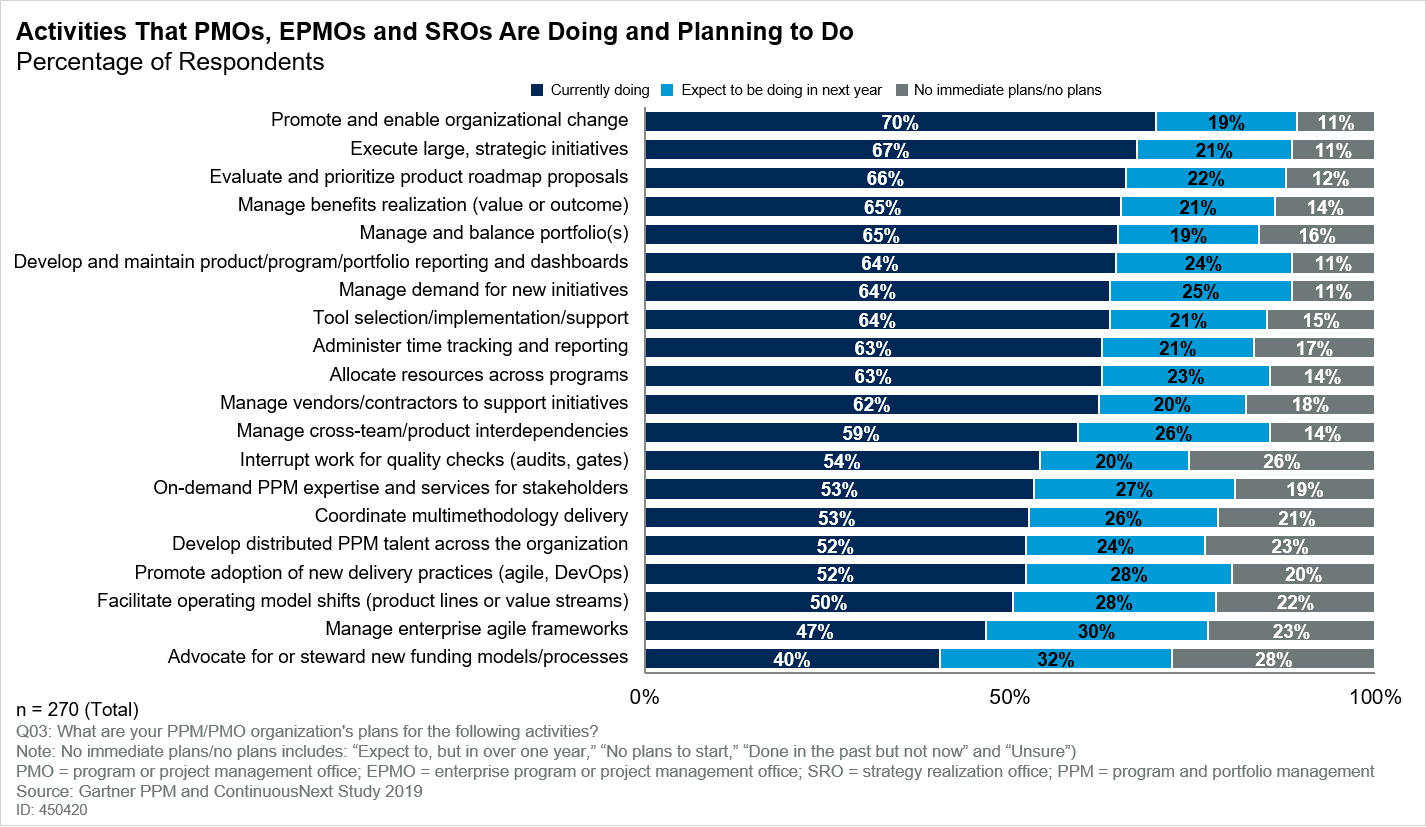 Activities That PMOs, EPMOs and SROs Are Doing and Planning to Do
Percentage of Respondents
Currently doing Expect to be doing in next year No immediate plans/no plans
Promote and enable organizational change 70% 19% 11%
Execute large, strategic initiatives 67% 21% 11%
Evaluate and prioritize product roadmap proposals 66% 22% 12%
Manage benefits realization (value or outcome) 65% 21% 14%
Manage and balance portfolio(s) 65% 19% 16%
Develop and maintain product/program/portfolio reporting and dashboards 64% 24% 11%
Manage demand for new initiatives 64% 25% 11%
Tool selection/implementation/support 64% 21% 15%
Administer time tracking and reporting 63% 21% 17%
Allocate resources across programs 63% 23% 14%
Manage vendors/contractors to support initiatives 62% 20% 18%
Manage cross-team/product interdependencies 59% 26% 14%
Interrupt work for quality checks (audits, gates) 54% 20% 26%
On-demand PPM expertise and services for stakeholders 53% 27% 19%
Coordinate multimethodology delivery 53% 26% 21%
Develop distributed PPM talent across the organization 52% 24% 23%
Promote adoption of new delivery practices (agile, DevOps) 52% 28% 20%
Facilitate operating model shifts (product lines or value streams) 50% 28% 22%
Manage enterprise agile frameworks 47% 30% 23%
Advocate for or steward new funding models/processes 40% 32% 28%
0% 50% 100%
n = 270 (Total)
Q03: What are your PPM/PMO organization's plans for the following activities?
Note: No immediate plans/no plans includes: “Expect to, but in over one year,” “No plans to start,” “Done in the past but not now” and “Unsure”)
PMO = program or project management office; EPMO = enterprise program or project management office; SRO = strategy realization office; PPM = program and portfolio management
Source: Gartner PPM and ContinuousNext Study 2019
ID: 450420